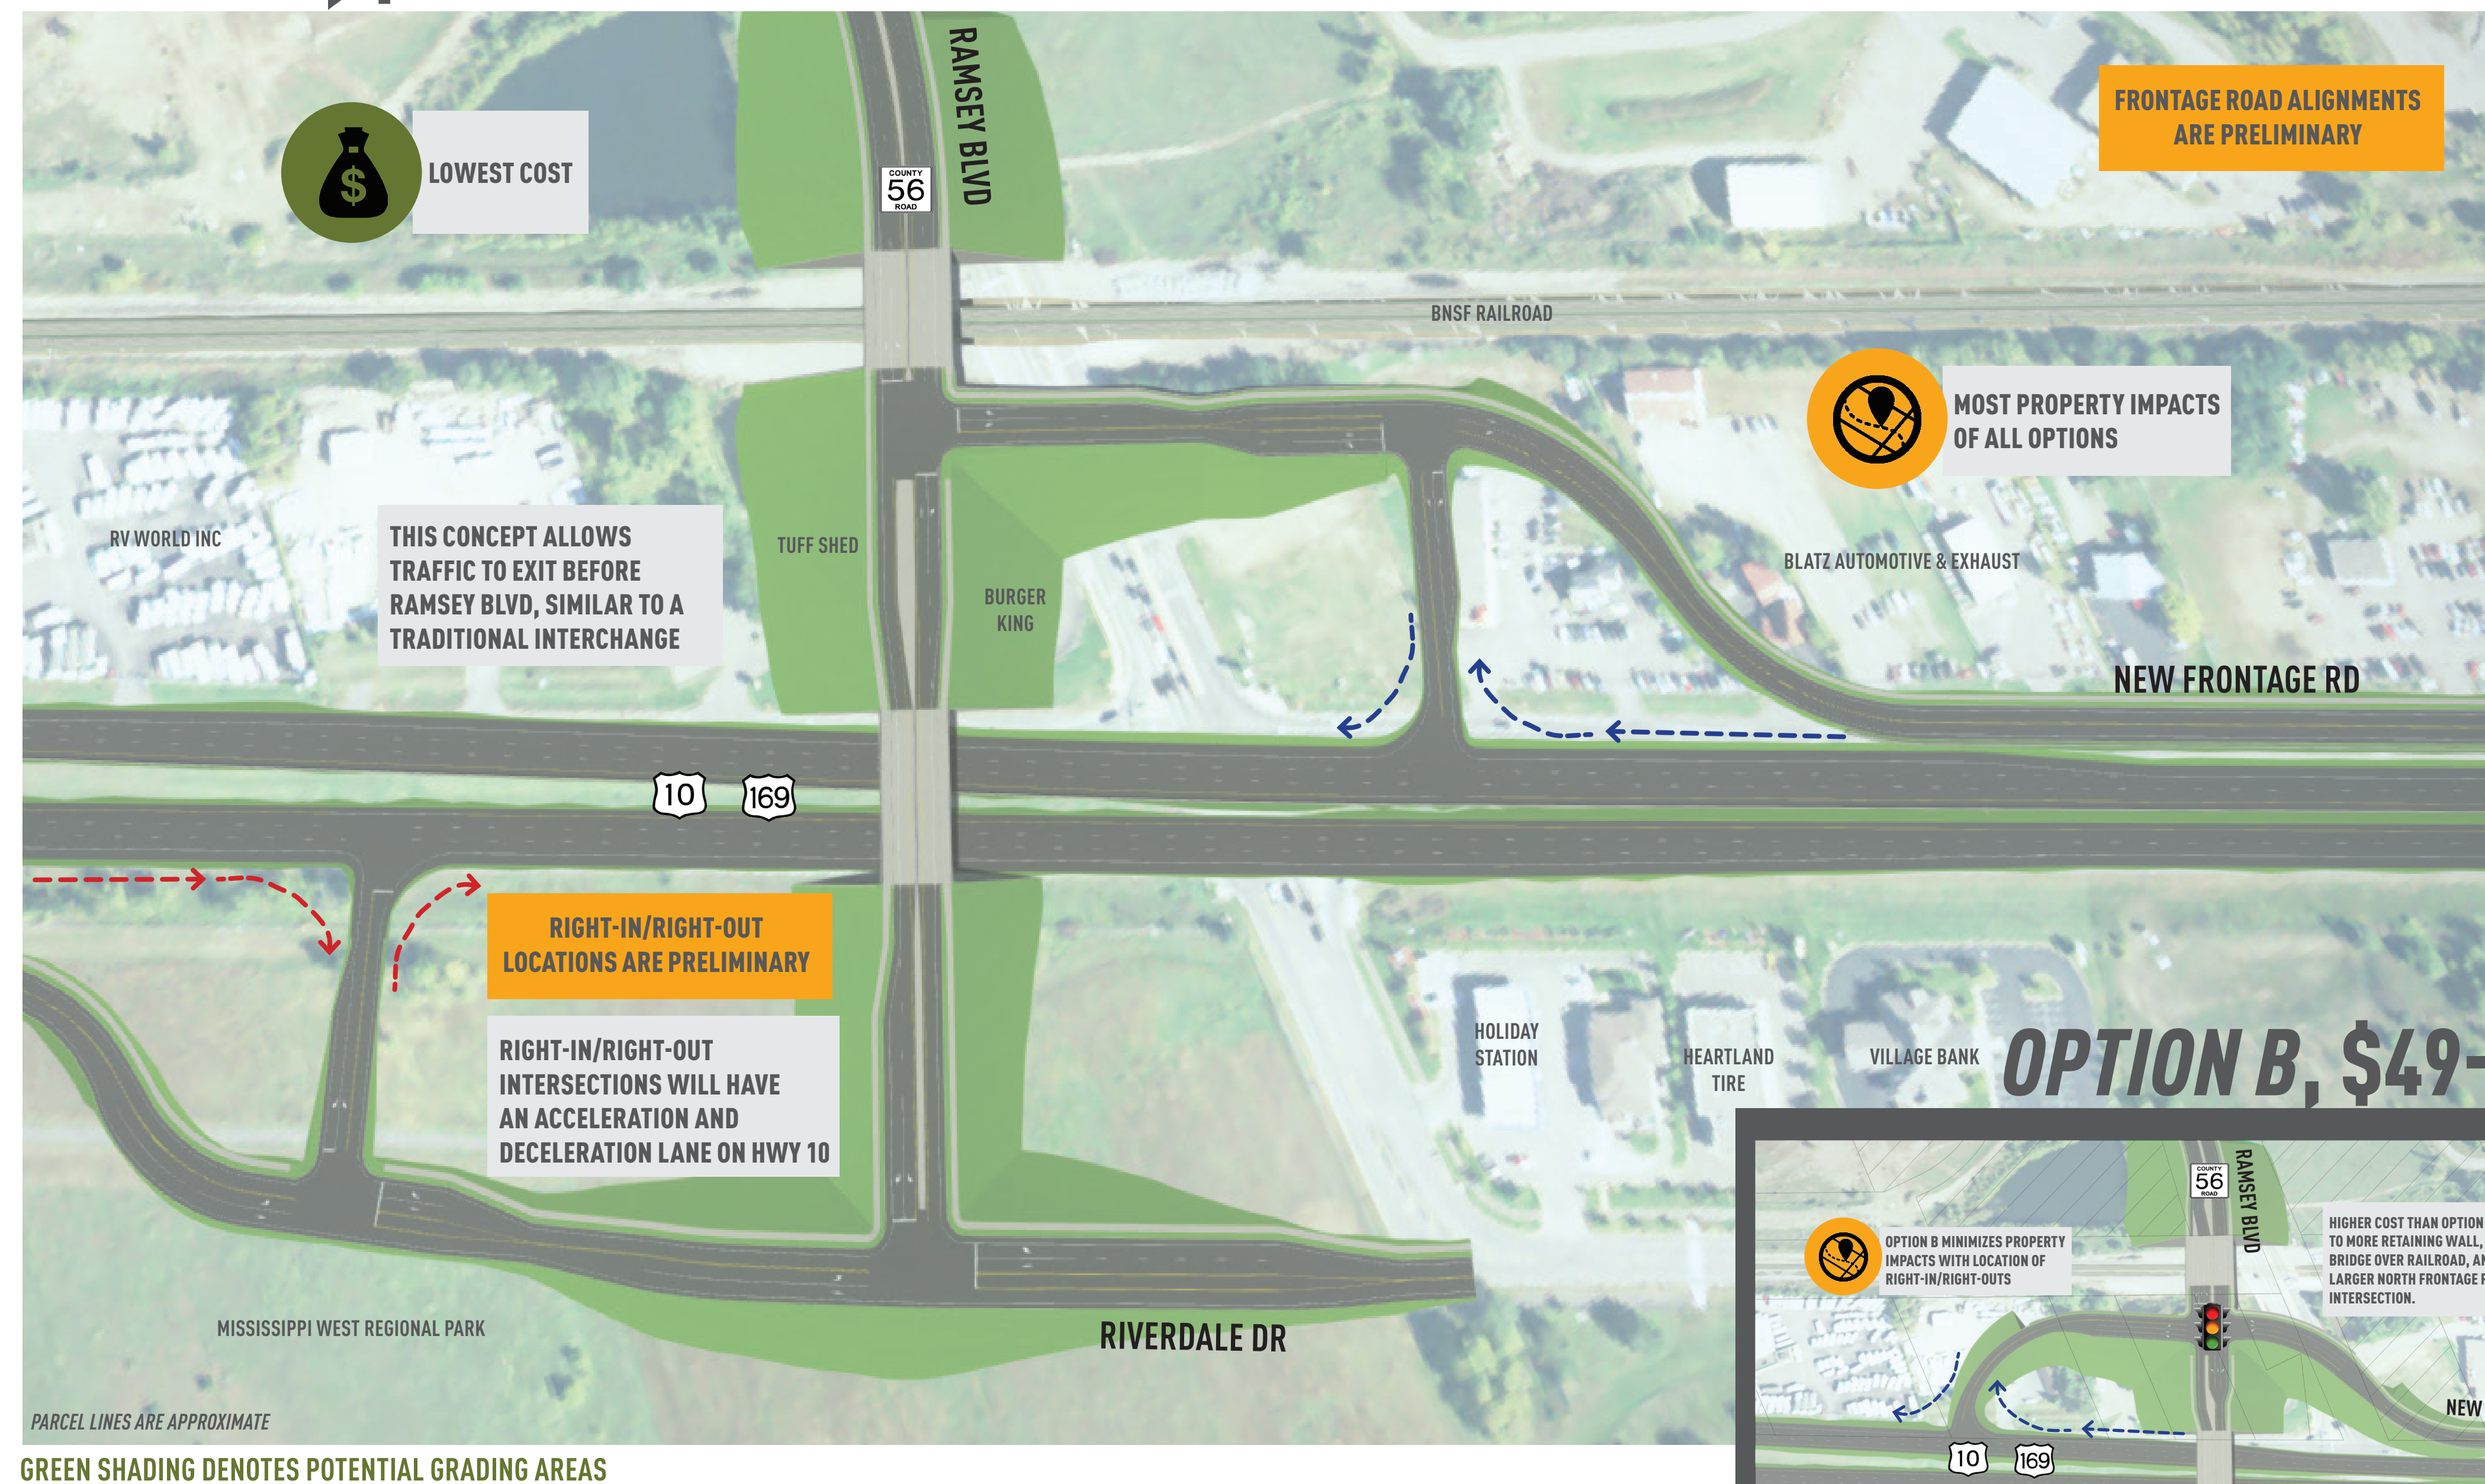 RAMSEY BLVD
COUNTY
56
ROAD
LOWEST COST
$
FRONTAGE ROAD ALIGNMENTS
ARE PRELIMINARY
BNSF RAILROAD
MOST PROPERTY IMPACTS
OF ALL OPTIONS
RV WORLD INC
THIS CONCEPT ALLOWS
TRAFFIC TO EXIT BEFORE
RAMSEY BLVD, SIMILAR TO A
TRADITIONAL INTERCHANGE
TUFF SHED
BURGER
KING
BLATZ AUTOMOTIVE & EXHAUST
NEW FRONTAGE RD
10
169
RIGHT-IN/RIGHT-OUT
LOCATIONS ARE PRELIMINARY
RIGHT-IN/RIGHT-OUT
INTERSECTIONS WILL HAVE
AN ACCELERATION AND
DECELERATION LANE ON HWY 10
HOLIDAY
STATION
HEARTLAND
TIRE
VILLAGE BANK
MISSISSIPPI WEST REGIONAL PARK
RIVERDALE DR
PARCEL LINES ARE APPROXIMATE
GREEN SHADING DENOTES POTENTIAL GRADING AREAS
OPTION B, $49-
COUNTY
56
ROAD
RAMSEY BLVD
OPTION B MINIMIZES PROPERTY
IMPACTS WITH LOCATION OF
RIGHT-IN/RIGHT-OUTS
HIGHER COST THAN OPTION
TO MORE RETAINING WALL,
BRIDGE OVER RAILROAD,
LARGER NORTH FRONTAGE
INTERSECTION.
NEW
10
169